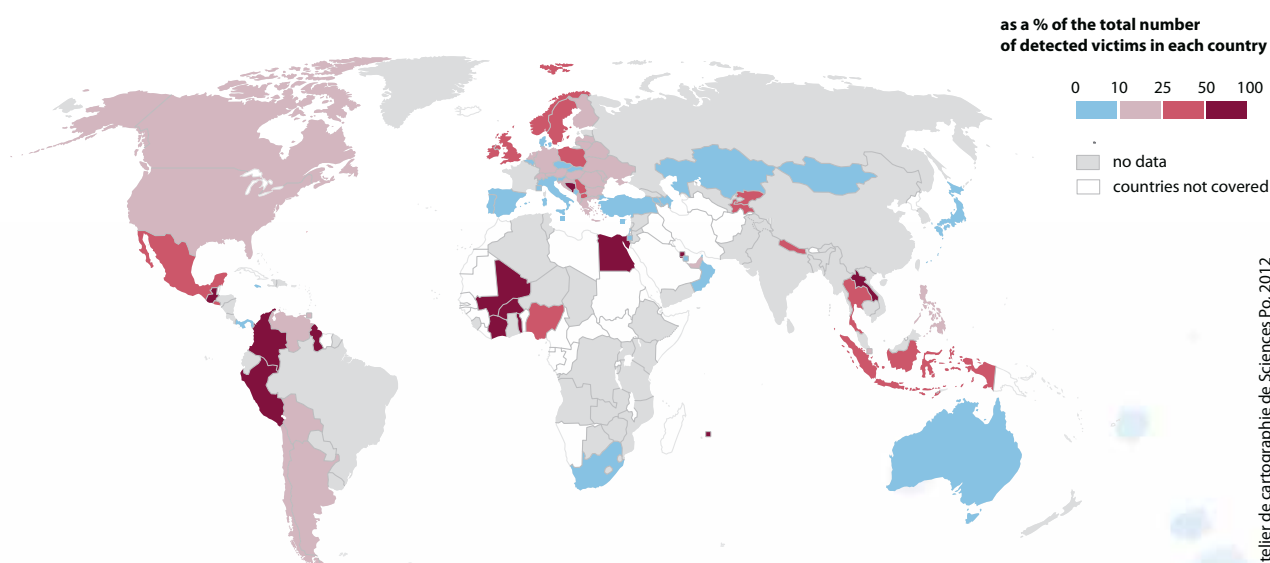 as a % of the total number
of detected victims in each country
0 10 25 50 100
no data
countries not covered
telier de cartographie de Sciences Po, 2012